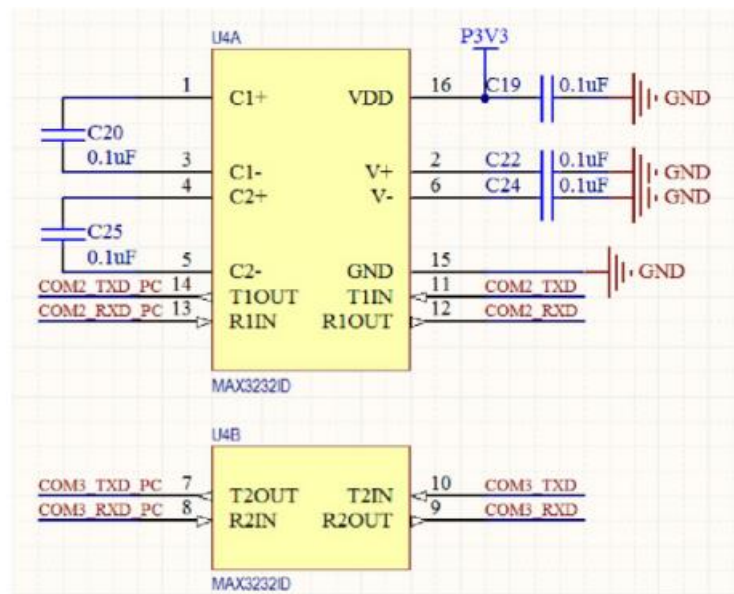 U4A
P3V3
1 C1+ VDD 16 C19 0.1uF GND
C20
0.1uF
3 C1- V+ 2 C22 0.1uF GND
4 C2+ V- 6 C24 0.1uF GND
C25
0.1uF
5 C2- GND 15 GND
COM2_TXD_PC 14 T1OUT T1IN 11 COM2_TXD
COM2_RXD_PC 13 R1IN R1OUT 12 COM2_RXD
MAX3232ID
U4B
COM3_TXD_PC 7 T2OUT T2IN 10 COM3_TXD
COM3_RXD_PC 8 R2IN R2OUT 9 COM3_RXD
MAX3232ID